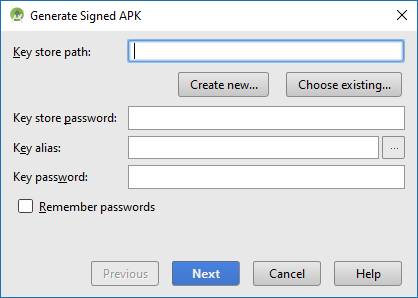 Generate Signed APK
Key store path:
Create new... Choose existing...
Key store password:
Key alias: ...
Key password:
Remember passwords
Previous Next Cancel Help